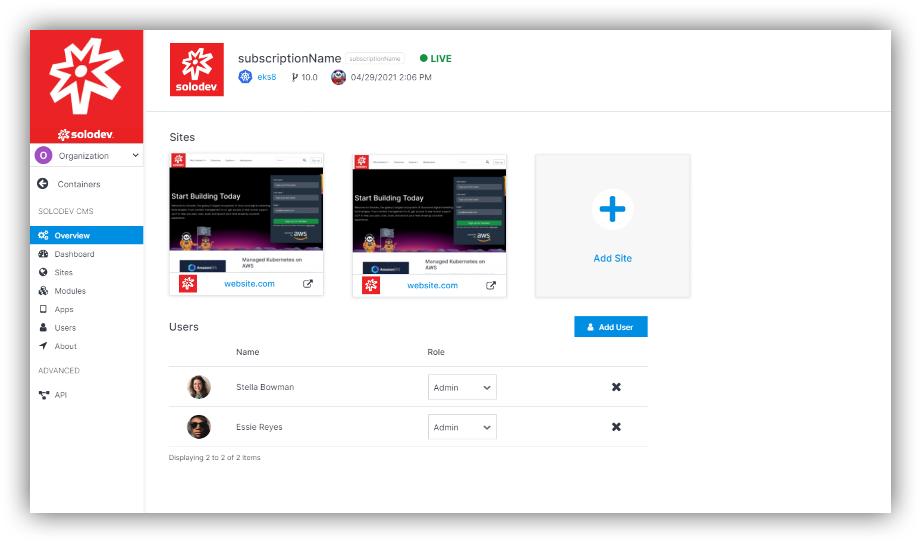 solodev
Organization
Containers
SOLODEV CMS
Overview
Dashboard
Sites
Modules
Apps
Users
About
ADVANCED
API
solodev
subscriptionName subscriptionName LIVE
eks8 10.0 04/29/2021 2:06 PM
Sites
Start Building Today
aws
AmazonEKS
Managed Kubernetes on
AWS
website.com
Start Building Today
aws
Managed Kubernetes on
AWS
website.com
Add Site
Users
Add User
Name Role
Stella Bowman Admin
Essie Reyes Admin
Displaying 2 to 2 of 2 items